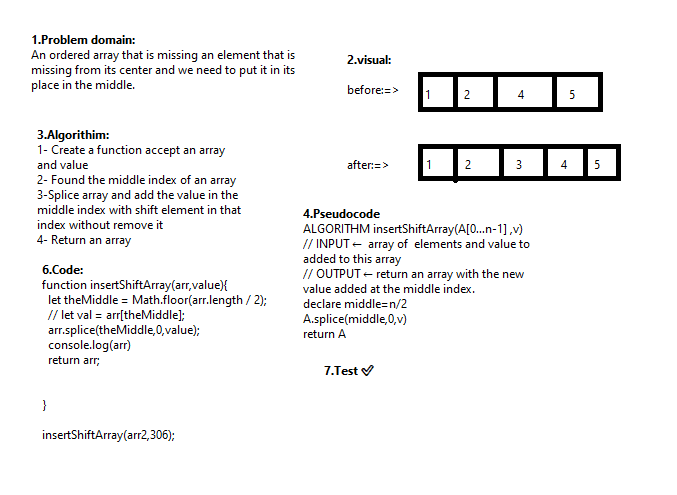 1.Problem domain:
An ordered array that is missing an element that is
missing from its center and we need to put it in its
place in the middle.
2.visual:
before:=>
1 2 4 5
after:=>
1 2 3 4 5
3.Algorithim:
1- Create a function accept an array
and value
2- Found the middle index of an array
3-Splice array and add the value in the
middle index with shift element in that
index without remove it
4- Return an array
4.Pseudocode
ALGORITHM insertShiftArray(A[0...n-1] ,v)
// INPUT ← array of elements and value to
added to this array
// OUTPUT ← return an array with the new
value added at the middle index.
declare middle=n/2
A.splice(middle,0,v)
return A
6.Code:
function insertShiftArray(arr,value){
let theMiddle = Math.floor(arr.length / 2);
// let val = arr[theMiddle];
arr.splice(theMiddle,0,value);
console.log(arr)
return arr;
}
insertShiftArray(arr2,306);
7.Test ✓